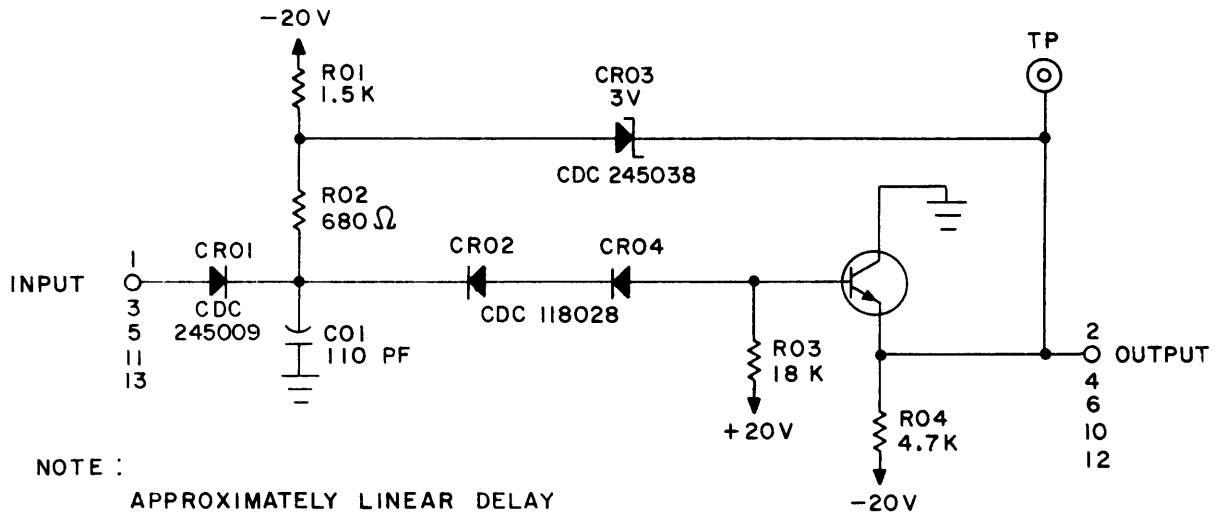 -20V
R01
1.5K
CR03
3V
CDC 245038
TP
R02
680Ω
INPUT
1
3
5
11
13
CR01
CDC
245009
C01
110 PF
CR02
CR04
CDC 118028
R03
18 K
+20V
R04
4.7K
-20V
2
4
6
10
12
OUTPUT
NOTE :
APPROXIMATELY LINEAR DELAY